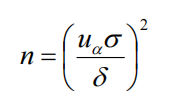 n = (u_α σ / δ)²